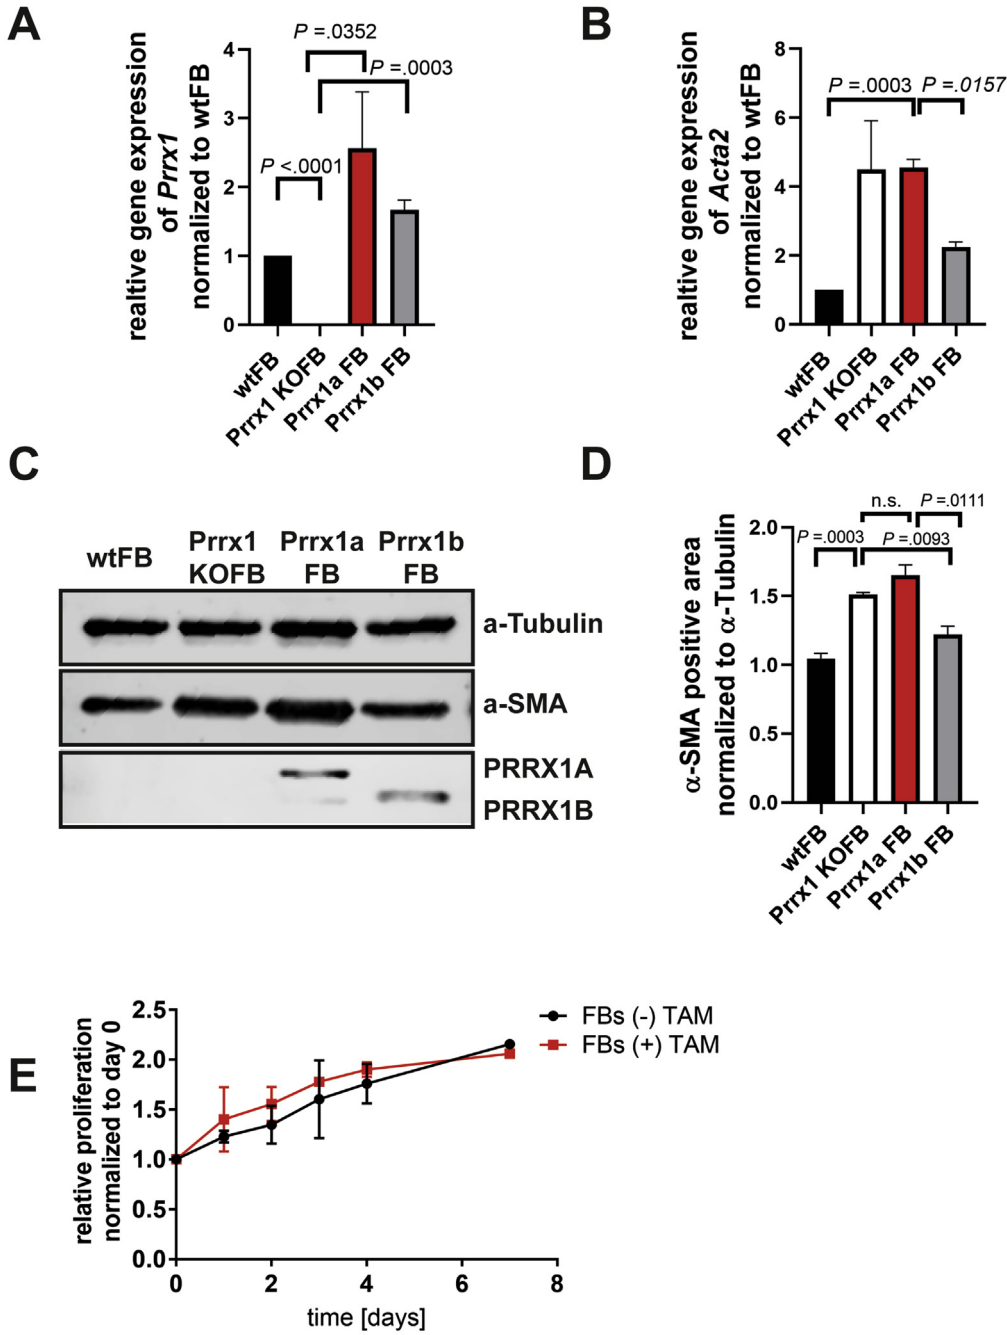 A
realtive gene expression
of Prrx1
normalized to wtFB
4
3
2
1
0
P =.0352
P =.0003
P <.0001
wtFB
Prrx1 KOFB
Prrx1a FB
Prrx1b FB
B
realtive gene expression
of Acta2
normalized to wtFB
8
6
4
2
0
P =.0003
P =.0157
wtFB
Prrx1 KOFB
Prrx1a FB
Prrx1b FB
C
wtFB
Prrx1
KOFB
Prrx1a
FB
Prrx1b
FB
a-Tubulin
a-SMA
PRRX1A
PRRX1B
D
α-SMA positive area
normalized to α-Tubulin
2.0
1.5
1.0
0.5
0.0
n.s.
P =.0111
P =.0003
P =.0093
wtFB
Prrx1 KOFB
Prrx1a FB
Prrx1b FB
E
relative proliferation
normalized to day 0
2.5
2.0
1.5
1.0
0.5
0.0
0
2
4
6
8
time [days]
FBs (-) TAM
FBs (+) TAM